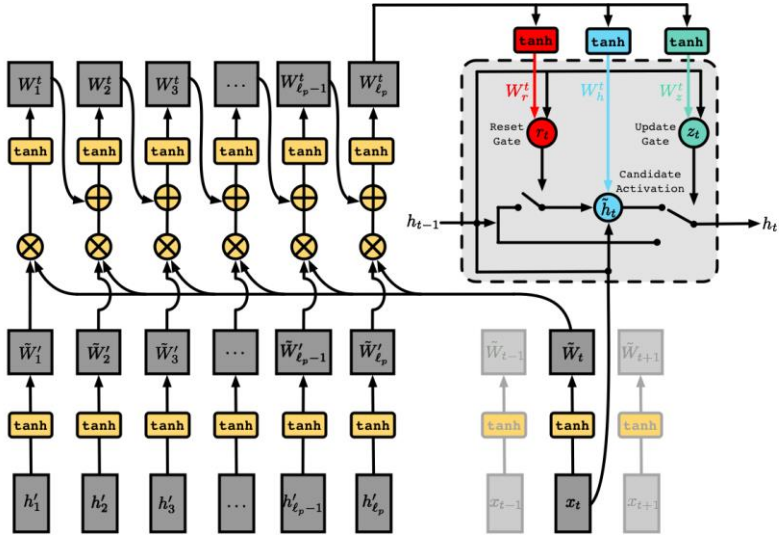 tanh tanh tanh
W_1^t W_2^t W_3^t ... W_{ℓ_p-1}^t W_{ℓ_p}^t
W_r^t W_h^t W_z^t
Reset Gate r_t Update Gate z_t
tanh tanh tanh tanh tanh tanh
Candidate Activation
h_{t-1} h̃_t h_t
W̃'_1 W̃'_2 W̃'_3 ... W̃'_{ℓ_p-1} W̃'_{ℓ_p} W̃_{t-1} W̃_t W̃_{t+1}
tanh tanh tanh tanh tanh tanh tanh tanh tanh
h'_1 h'_2 h'_3 ... h'_{ℓ_p-1} h'_{ℓ_p} x_{t-1} x_t x_{t+1}